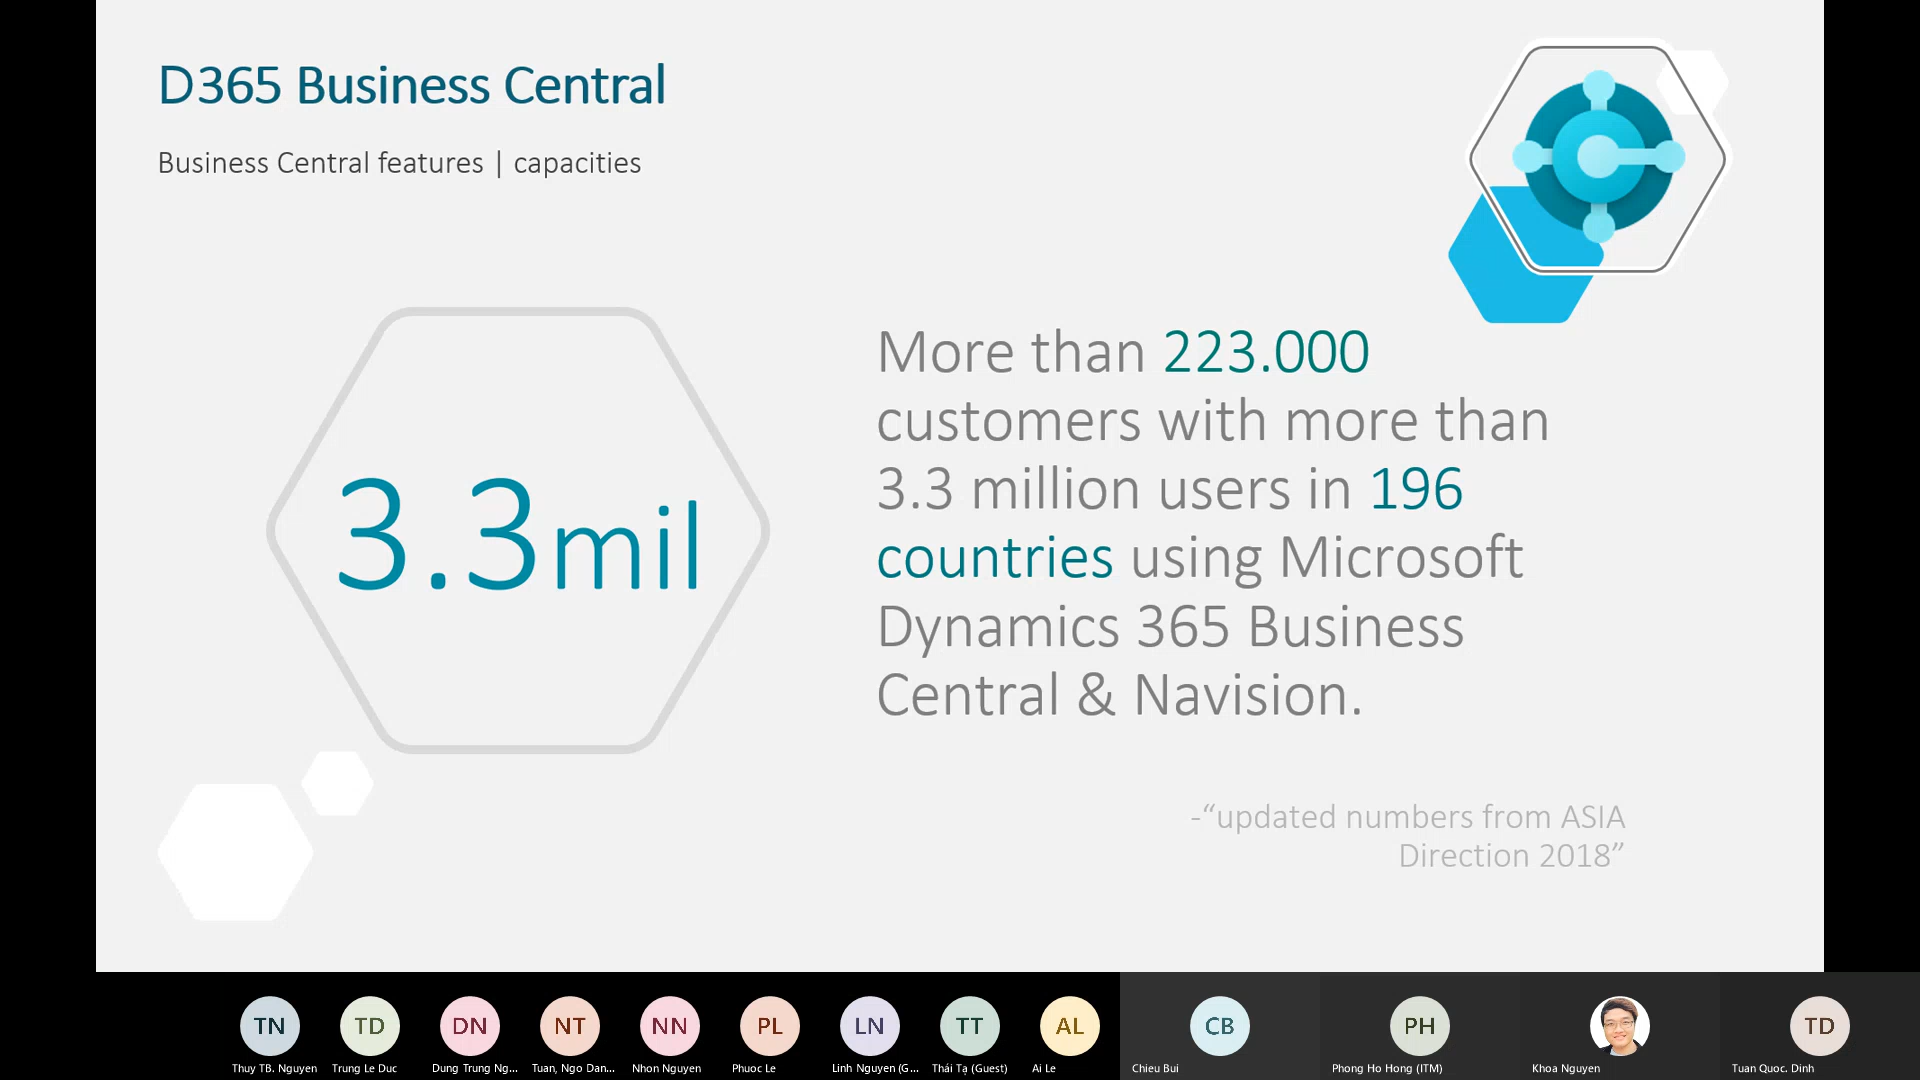 D365 Business Central
Business Central features | capacities
3.3mil
More than 223.000
customers with more than
3.3 million users in 196
countries using Microsoft
Dynamics 365 Business
Central & Navision.
-“updated numbers from ASIA
Direction 2018”
TN
TD
DN
NT
NN
PL
LN
TT
AL
CB
PH
TD
Thuy TB. Nguyen
Trung Le Duc
Dung Trung Ng...
Tuan, Ngo Dan...
Nhon Nguyen
Phuoc Le
Linh Nguyen (G...
Thái Tạ (Guest)
Ai Le
Chieu Bui
Phong Ho Hong (ITM)
Khoa Nguyen
Tuan Quoc. Dinh